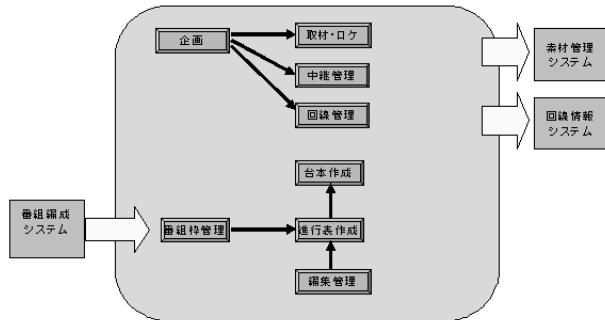 企画
取材・ロケ
中継管理
回線管理
素材管理
システム
回線情報
システム
台本作成
番組編成
システム
番組枠管理
進行表作成
編集管理